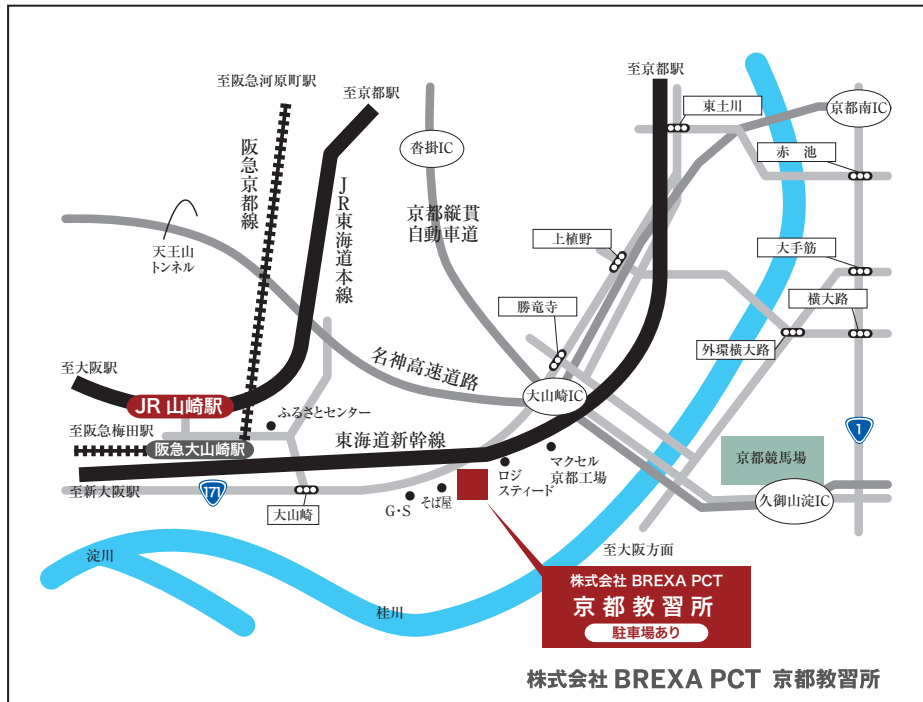 至阪急河原町駅
至京都駅
至京都駅
東土川
京都南IC
阪急京都線
JR東海道本線
沓掛IC
赤 池
京都縦貫
自動車道
天王山
トンネル
上植野
大手筋
勝竜寺
横大路
外環横大路
至大阪駅
名神高速道路
大山崎IC
JR 山崎駅
ふるさとセンター
至阪急梅田駅
阪急大山崎駅
東海道新幹線
1
マクセル
京都工場
京都競馬場
ロジ
スティード
至新大阪駅
171
大山崎
G・S
そば屋
久御山淀IC
淀川
至大阪方面
桂川
株式会社 BREXA PCT
京都教習所
駐車場あり
株式会社 BREXA PCT 京都教習所